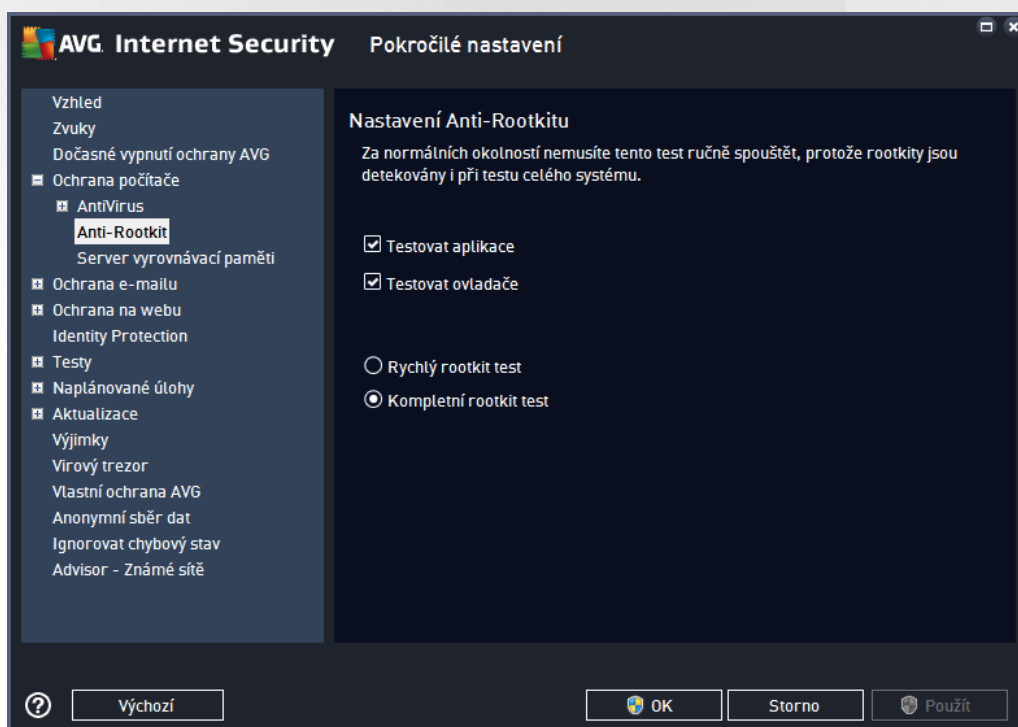 AVG. Internet Security Pokročilé nastavení
Vzhled
Zvuky
Dočasné vypnutí ochrany AVG
Ochrana počítače
AntiVirus
Anti-Rootkit
Server vyrovnávací paměti
Ochrana e-mailu
Ochrana na webu
Identity Protection
Testy
Naplánované úlohy
Aktualizace
Výjimky
Virový trezor
Vlastní ochrana AVG
Anonymní sběr dat
Ignorovat chybový stav
Advisor - Známé sítě
Nastavení Anti-Rootkitu
Za normálních okolností nemusíte tento test ručně spouštět, protože rootkity jsou
detekovány i při testu celého systému.
Testovat aplikace
Testovat ovladače
Rychlý rootkit test
Kompletní rootkit test
? Výchozí OK Storno Použít